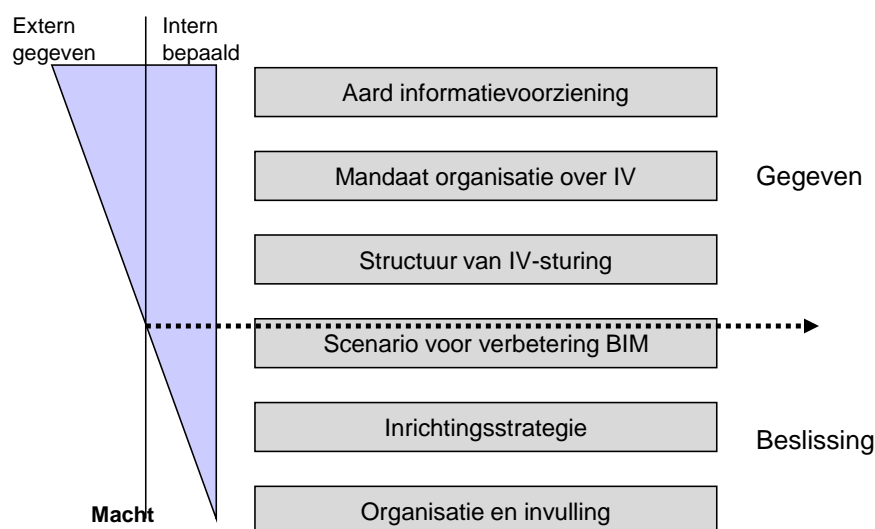 Extern
gegeven
Intern
bepaald
Aard informatievoorziening
Mandaat organisatie over IV
Gegeven
Structuur van IV-sturing
Scenario voor verbetering BIM
Inrichtingsstrategie
Beslissing
Macht
Organisatie en invulling